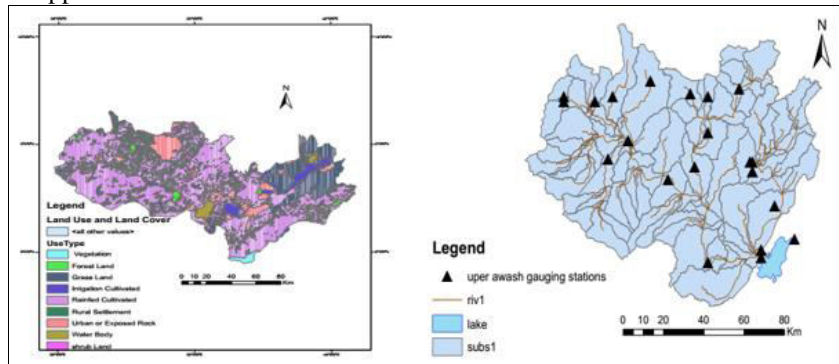 N
Legend
Land Use and Land Cover
<all other values>
UseType
Vegetation
Forest Land
Grass Land
Irrigation Cultivated
Rainfed Cultivated
Rural Settlement
Urban or Exposed Rock
Water Body
shrub Land
0 10 20 40 60 80
Km
N
Legend
uper awash gauging stations
riv1
lake
subs1
0 10 20 40 60 80
Km